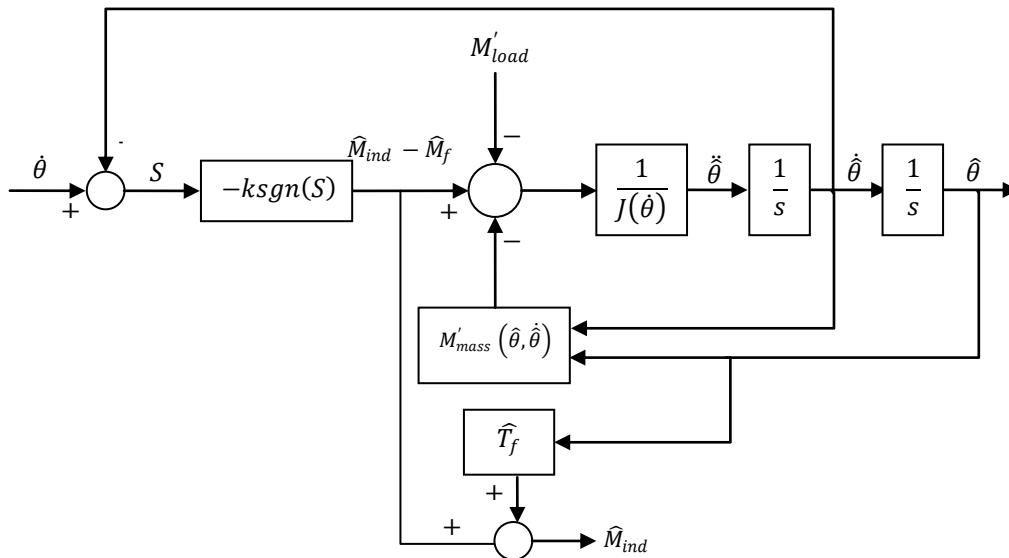 M′load
−
θ̇
+
-
S
−ksgn(S)
M̂ind − M̂f
+
−
1/J(θ̇)
θ̂̈
1/s
θ̂̇
1/s
θ̂
M′mass (θ̂, θ̂̇)
T̂f
+
+
M̂ind